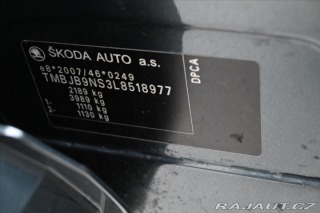 ŠKODA AUTO a.s.
e8*2007/46*0249
TMBJB9NS3L8518977
2189 kg
3989 kg
1. 1110 kg
2. 1130 kg
DPCA
RAJAUT.CZ